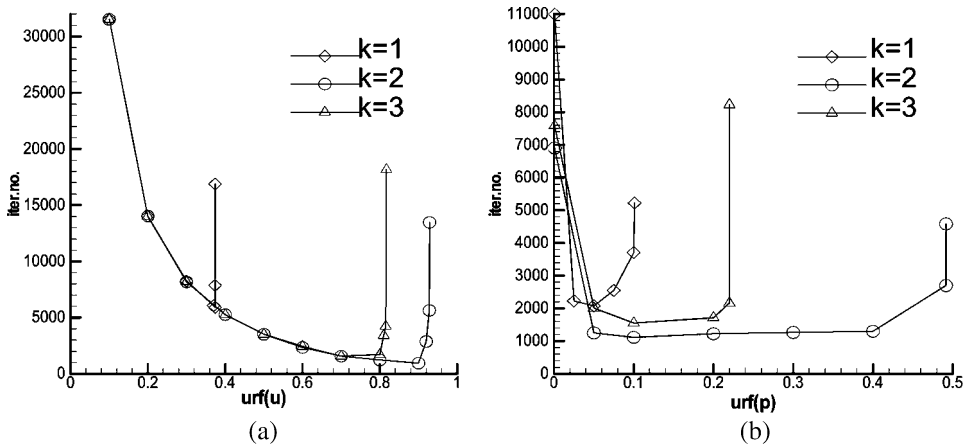 30000
25000
20000
15000
10000
5000
0
iter.no.
k=1
k=2
k=3
0 0.2 0.4 0.6 0.8 1
urf(u)
(a)
11000
10000
9000
8000
7000
6000
5000
4000
3000
2000
1000
0
iter.no.
k=1
k=2
k=3
0 0.1 0.2 0.3 0.4 0.5
urf(p)
(b)